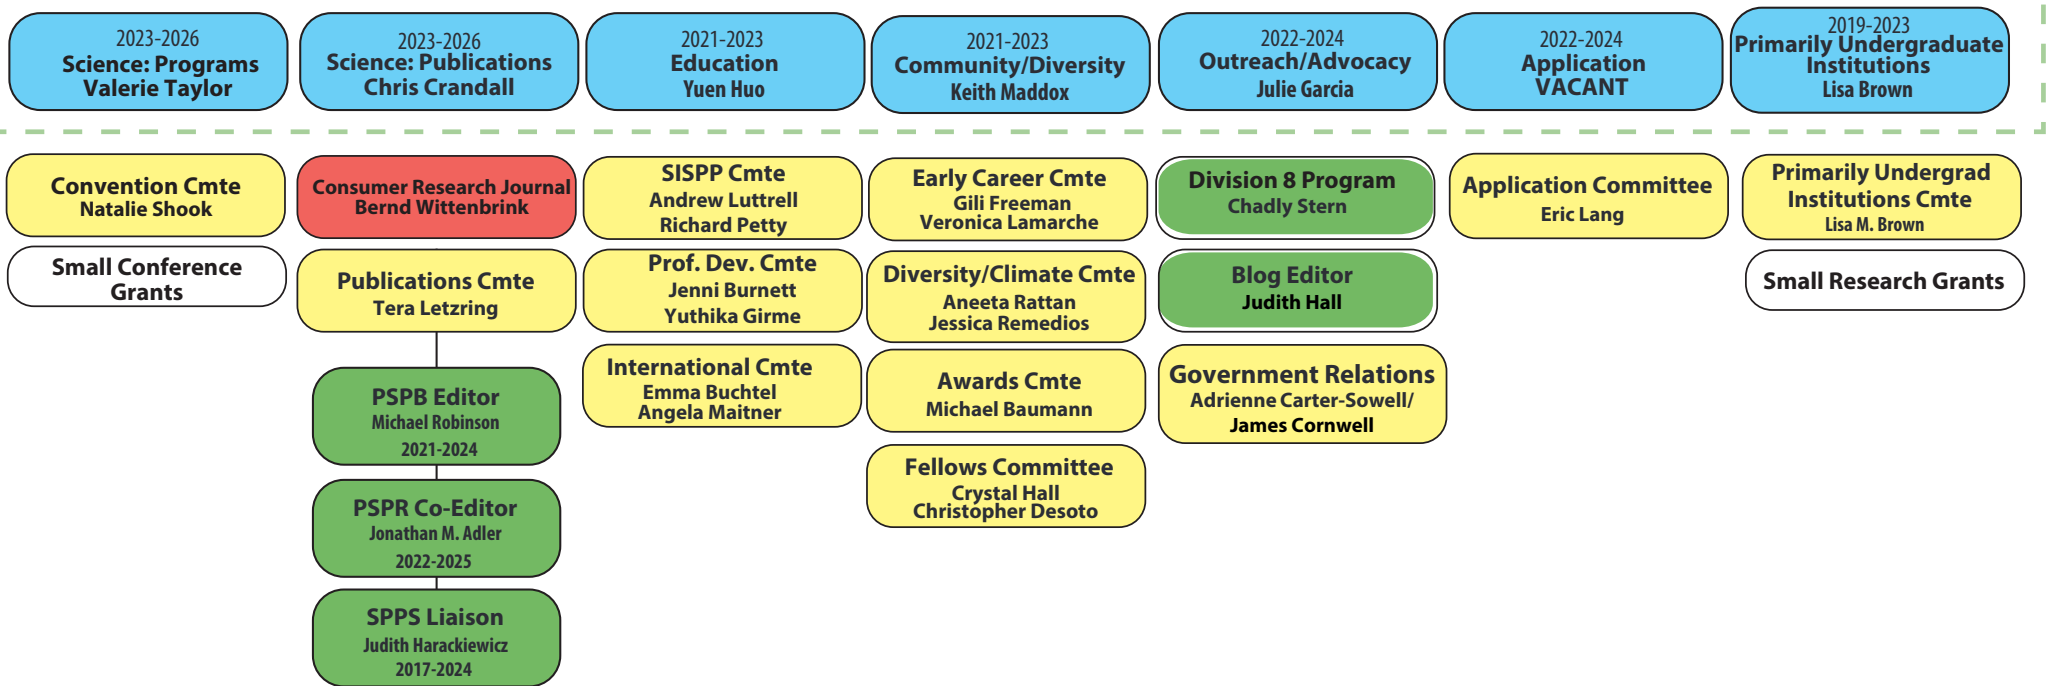 2023-2026
Science: Programs
Valerie Taylor
2023-2026
Science: Publications
Chris Crandall
2021-2023
Education
Yuen Huo
2021-2023
Community/Diversity
Keith Maddox
2022-2024
Outreach/Advocacy
Julie Garcia
2022-2024
Application
VACANT
2019-2023
Primarily Undergraduate
Institutions
Lisa Brown
Convention Cmte
Natalie Shook
Small Conference
Grants
Consumer Research Journal
Bernd Wittenbrink
Publications Cmte
Tera Letzring
PSPB Editor
Michael Robinson
2021-2024
PSPR Co-Editor
Jonathan M. Adler
2022-2025
SPPS Liaison
Judith Harackiewicz
2017-2024
SISPP Cmte
Andrew Luttrell
Richard Petty
Prof. Dev. Cmte
Jenni Burnett
Yuthika Girme
International Cmte
Emma Buchtel
Angela Maitner
Early Career Cmte
Gili Freeman
Veronica Lamarche
Diversity/Climate Cmte
Aneeta Rattan
Jessica Remedios
Awards Cmte
Michael Baumann
Fellows Committee
Crystal Hall
Christopher Desoto
Division 8 Program
Chadly Stern
Blog Editor
Judith Hall
Government Relations
Adrienne Carter-Sowell/
James Cornwell
Application Committee
Eric Lang
Primarily Undergrad
Institutions Cmte
Lisa M. Brown
Small Research Grants